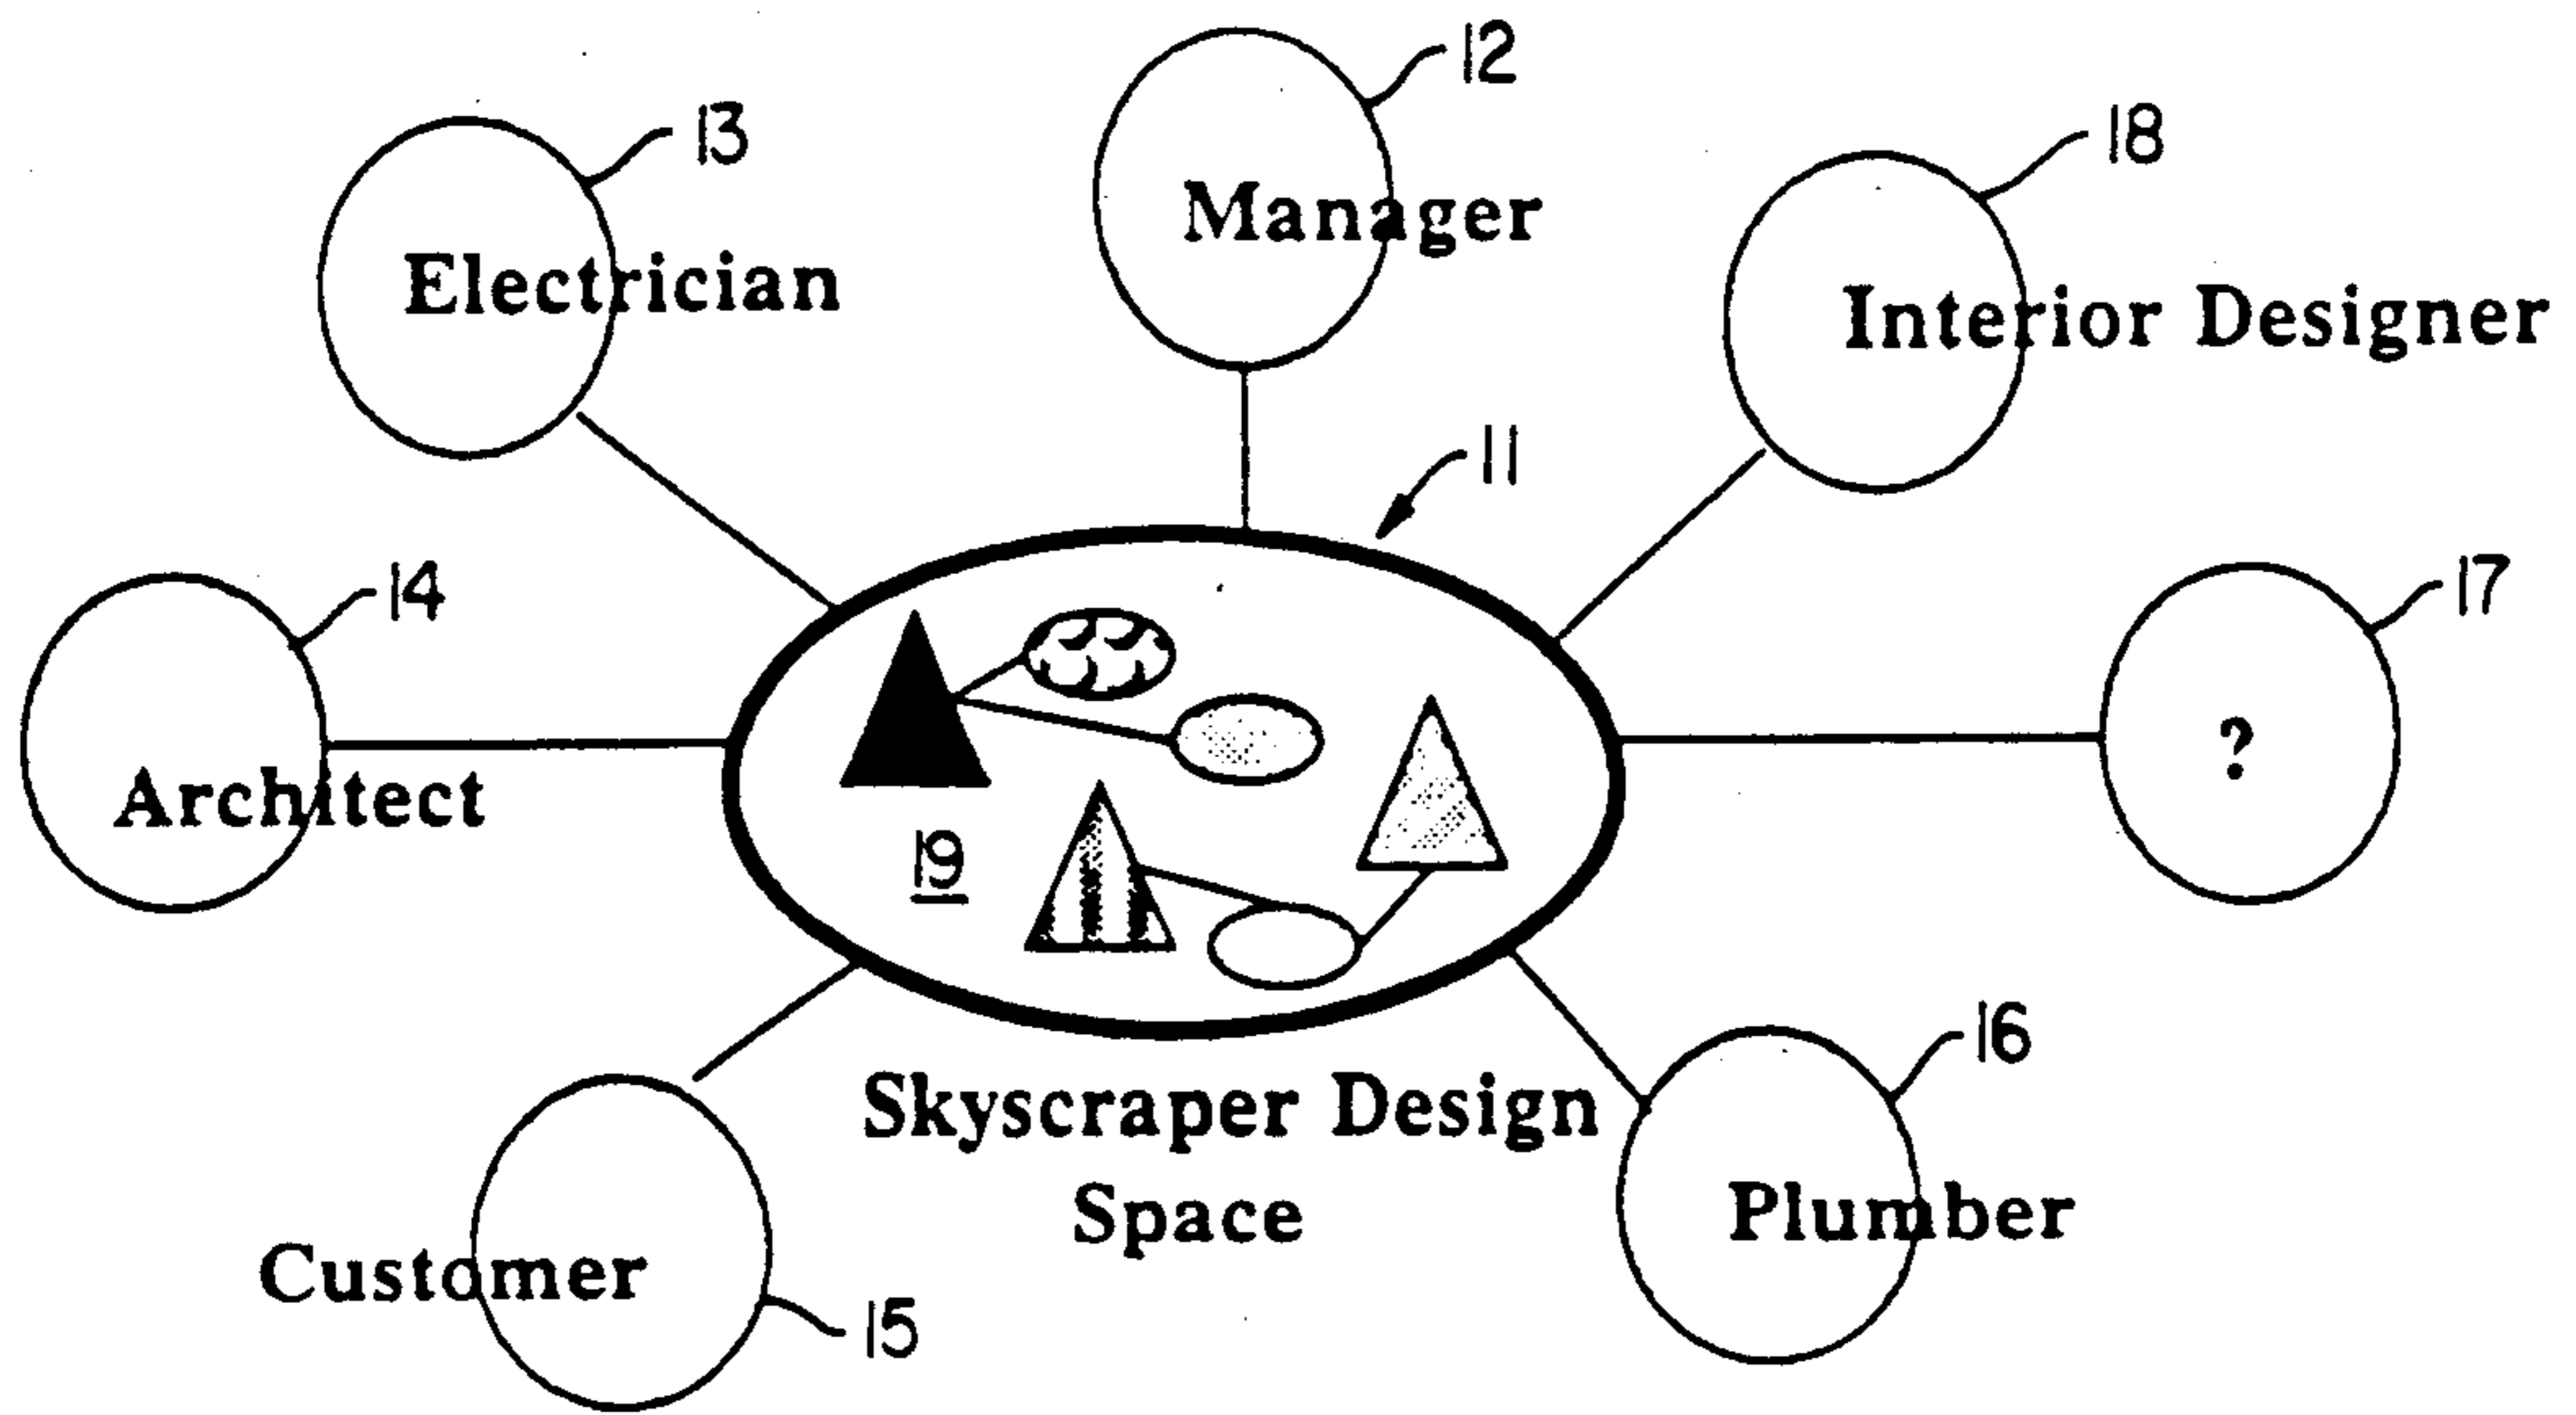 12
13
18
Manager
Electrician
Interior Designer
11
14
17
?
Architect
19
16
Skyscraper Design
Space
Plumber
Customer
15